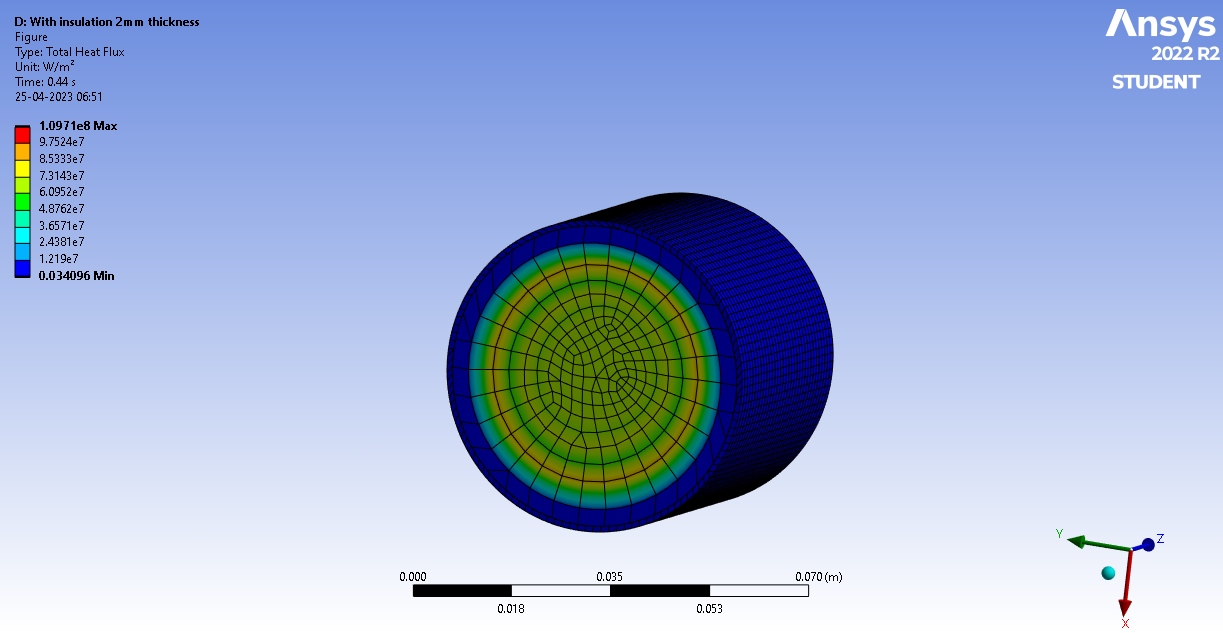 D: With insulation 2mm thickness
Figure
Type: Total Heat Flux
Unit: W/m²
Time: 0.44 s
25-04-2023 06:51
1.0971e8 Max
9.7524e7
8.5333e7
7.3143e7
6.0952e7
4.8762e7
3.6571e7
2.4381e7
1.219e7
0.034096 Min
Ansys
2022 R2
STUDENT
0.000
0.035
0.070 (m)
0.018
0.053
Y
Z
X